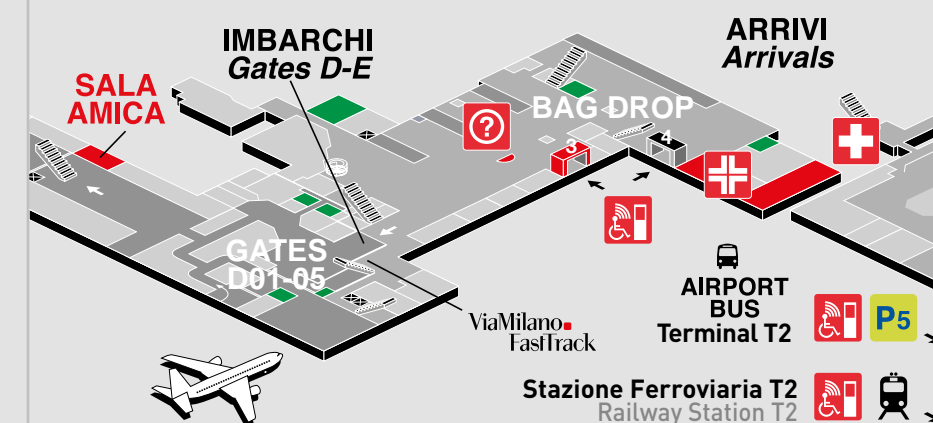 IMBARCHI
Gates D-E
SALA
AMICA
ARRIVI
Arrivals
?
BAG DROP
3
4
GATES
D01-05
ViaMilano
FastTrack
AIRPORT
BUS
Terminal T2
P5
Stazione Ferroviaria T2
Railway Station T2